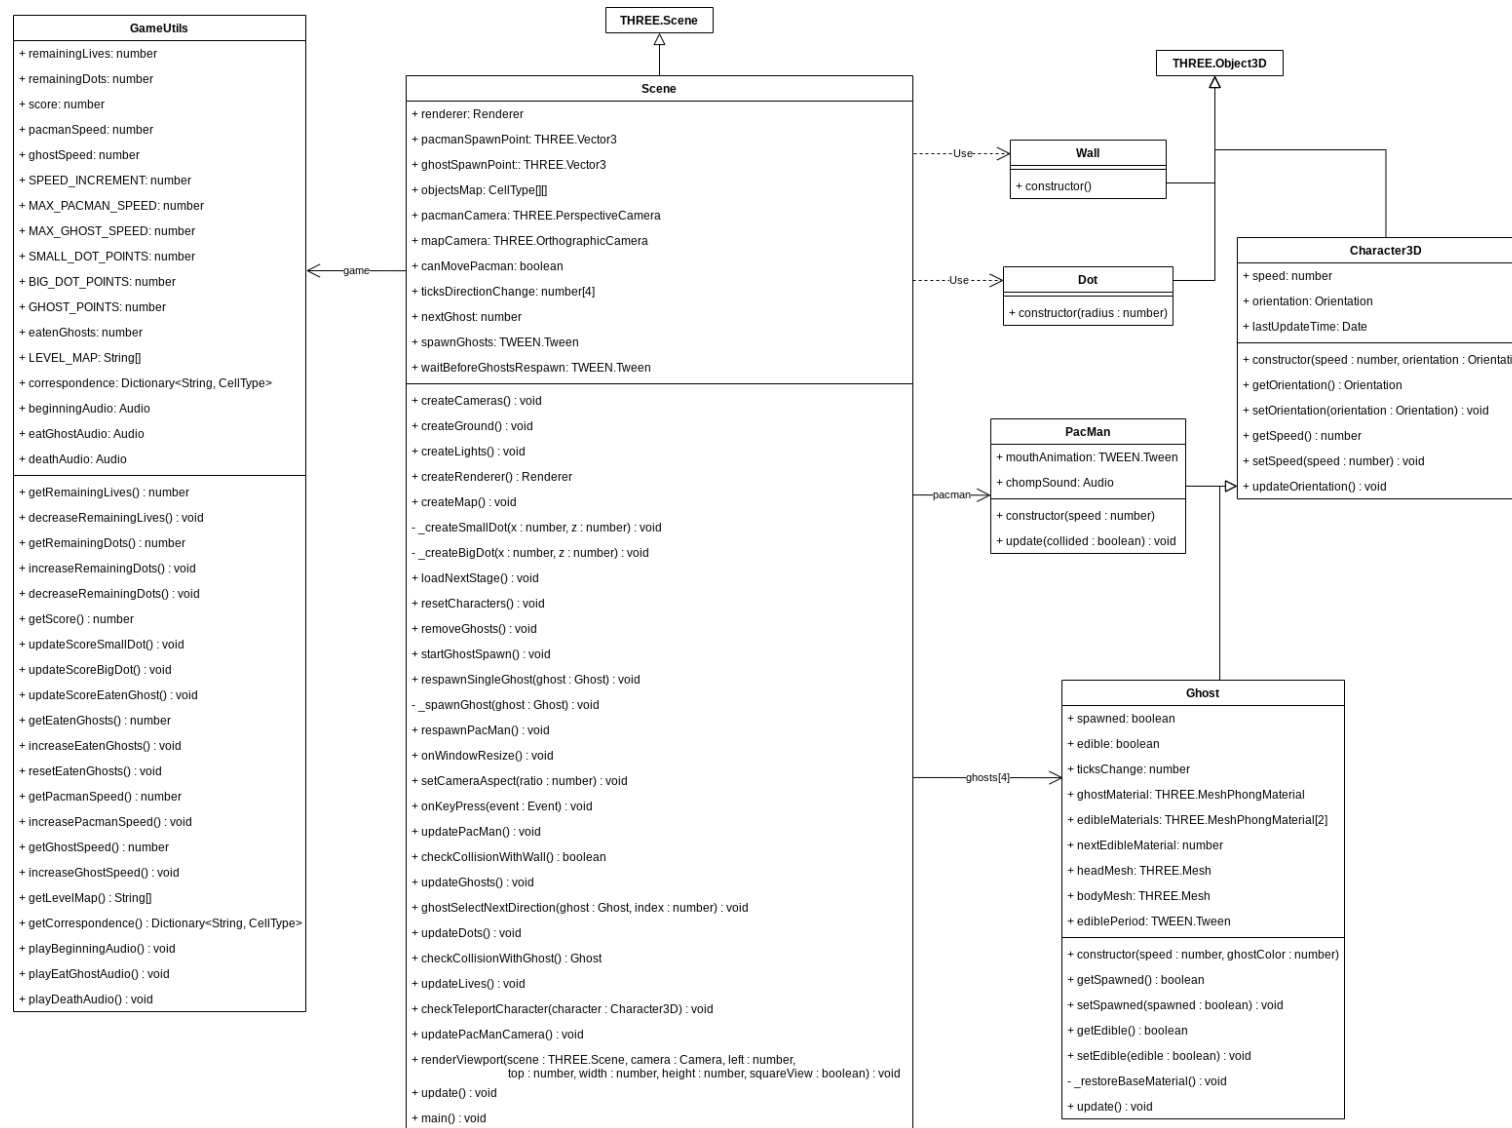 GameUtils
+ remainingLives: number
+ remainingDots: number
+ score: number
+ pacmanSpeed: number
+ ghostSpeed: number
+ SPEED_INCREMENT: number
+ MAX_PACMAN_SPEED: number
+ MAX_GHOST_SPEED: number
+ SMALL_DOT_POINTS: number
+ BIG_DOT_POINTS: number
+ GHOST_POINTS: number
+ eatenGhosts: number
+ LEVEL_MAP: String[]
+ correspondence: Dictionary<String, CellType>
+ beginningAudio: Audio
+ eatGhostAudio: Audio
+ deathAudio: Audio
+ getRemainingLives() : number
+ decreaseRemainingLives() : void
+ getRemainingDots() : number
+ increaseRemainingDots() : void
+ decreaseRemainingDots() : void
+ getScore() : number
+ updateScoreSmallDot() : void
+ updateScoreBigDot() : void
+ updateScoreEatenGhost() : void
+ getEatenGhosts() : number
+ increaseEatenGhosts() : void
+ resetEatenGhosts() : void
+ getPacmanSpeed() : number
+ increasePacmanSpeed() : void
+ getGhostSpeed() : number
+ increaseGhostSpeed() : void
+ getLevelMap() : String[]
+ getCorrespondence() : Dictionary<String, CellType>
+ playBeginningAudio() : void
+ playEatGhostAudio() : void
+ playDeathAudio() : void
game
THREE.Scene
Scene
+ renderer: Renderer
+ pacmanSpawnPoint: THREE.Vector3
+ ghostSpawnPoint:: THREE.Vector3
+ objectsMap: CellType[][]
+ pacmanCamera: THREE.PerspectiveCamera
+ mapCamera: THREE.OrthographicCamera
+ canMovePacman: boolean
+ ticksDirectionChange: number[4]
+ nextGhost: number
+ spawnGhosts: TWEEN.Tween
+ waitBeforeGhostsRespawn: TWEEN.Tween
+ createCameras() : void
+ createGround() : void
+ createLights() : void
+ createRenderer() : Renderer
+ createMap() : void
- _createSmallDot(x : number, z : number) : void
- _createBigDot(x : number, z : number) : void
+ loadNextStage() : void
+ resetCharacters() : void
+ removeGhosts() : void
+ startGhostSpawn() : void
+ respawnSingleGhost(ghost : Ghost) : void
- _spawnGhost(ghost : Ghost) : void
+ respawnPacMan() : void
+ onWindowResize() : void
+ setCameraAspect(ratio : number) : void
+ onKeyPress(event : Event) : void
+ updatePacMan() : void
+ checkCollisionWithWall() : boolean
+ updateGhosts() : void
+ ghostSelectNextDirection(ghost : Ghost, index : number) : void
+ updateDots() : void
+ checkCollisionWithGhost() : Ghost
+ updateLives() : void
+ checkTeleportCharacter(character : Character3D) : void
+ updatePacManCamera() : void
+ renderViewport(scene : THREE.Scene, camera : Camera, left : number,
top : number, width : number, height : number, squareView : boolean) : void
+ update() : void
+ main() : void
Use
Use
pacman
ghosts[4]
THREE.Object3D
Wall
+ constructor()
Dot
+ constructor(radius : number)
Character3D
+ speed: number
+ orientation: Orientation
+ lastUpdateTime: Date
+ constructor(speed : number, orientation : Orientati
+ getOrientation() : Orientation
+ setOrientation(orientation : Orientation) : void
+ getSpeed() : number
+ setSpeed(speed : number) : void
+ updateOrientation() : void
PacMan
+ mouthAnimation: TWEEN.Tween
+ chompSound: Audio
+ constructor(speed : number)
+ update(collided : boolean) : void
Ghost
+ spawned: boolean
+ edible: boolean
+ ticksChange: number
+ ghostMaterial: THREE.MeshPhongMaterial
+ edibleMaterials: THREE.MeshPhongMaterial[2]
+ nextEdibleMaterial: number
+ headMesh: THREE.Mesh
+ bodyMesh: THREE.Mesh
+ ediblePeriod: TWEEN.Tween
+ constructor(speed : number, ghostColor : number)
+ getSpawned() : boolean
+ setSpawned(spawned : boolean) : void
+ getEdible() : boolean
+ setEdible(edible : boolean) : void
- _restoreBaseMaterial() : void
+ update() : void